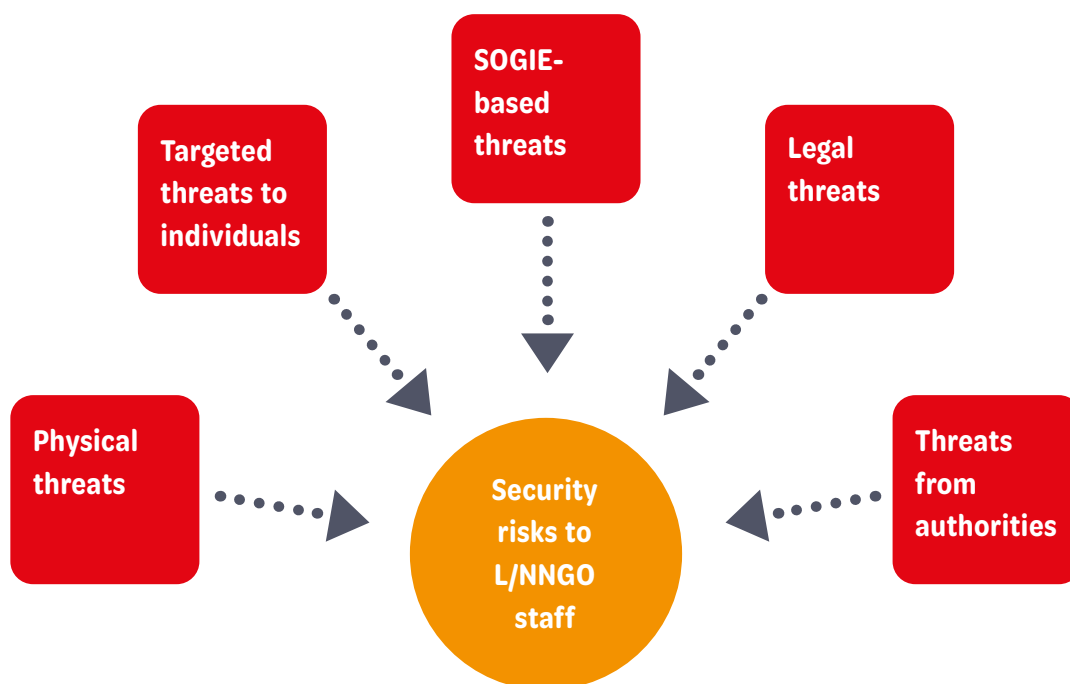 SOGIE-
based
threats
Targeted
threats to
individuals
Legal
threats
Physical
threats
Threats
from
authorities
Security
risks to
L/NNGO
staff